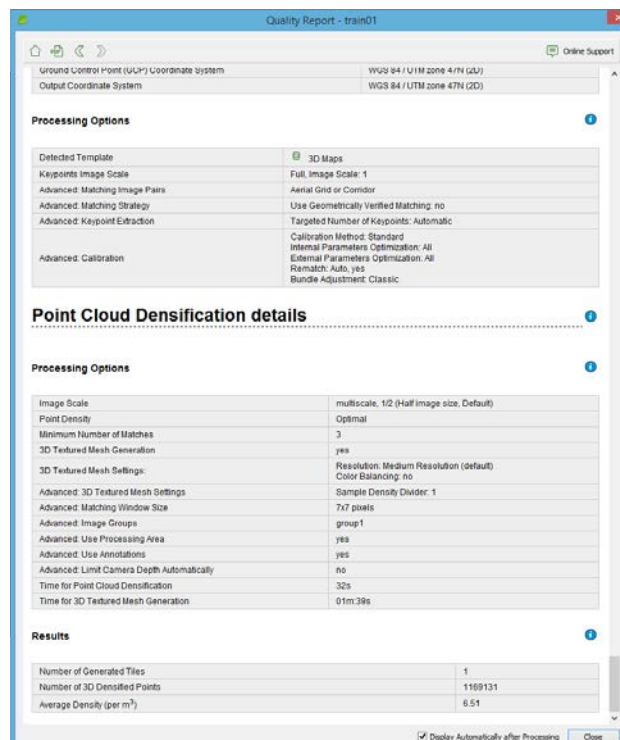 Quality Report - train01
Online Support
Ground Control Point (GCP) Coordinate System WGS 84 / UTM zone 47N (2D)
Output Coordinate System WGS 84 / UTM zone 47N (2D)
Processing Options
Detected Template 3D Maps
Keypoints Image Scale Full, Image Scale: 1
Advanced: Matching Image Pairs Aerial Grid or Corridor
Advanced: Matching Strategy Use Geometrically Verified Matching: no
Advanced: Keypoint Extraction Targeted Number of Keypoints: Automatic
Advanced: Calibration Calibration Method: Standard
Internal Parameters Optimization: All
External Parameters Optimization: All
Rematch: Auto, yes
Bundle Adjustment: Classic
Point Cloud Densification details
Processing Options
Image Scale multiscale, 1/2 (Half image size, Default)
Point Density Optimal
Minimum Number of Matches 3
3D Textured Mesh Generation yes
3D Textured Mesh Settings: Resolution: Medium Resolution (default)
Color Balancing: no
Advanced: 3D Textured Mesh Settings Sample Density Divider: 1
Advanced: Matching Window Size 7x7 pixels
Advanced: Image Groups group1
Advanced: Use Processing Area yes
Advanced: Use Annotations yes
Advanced: Limit Camera Depth Automatically no
Time for Point Cloud Densification 32s
Time for 3D Textured Mesh Generation 01m:39s
Results
Number of Generated Tiles 1
Number of 3D Densified Points 1169131
Average Density (per m³) 6.51
Display Automatically after Processing Close